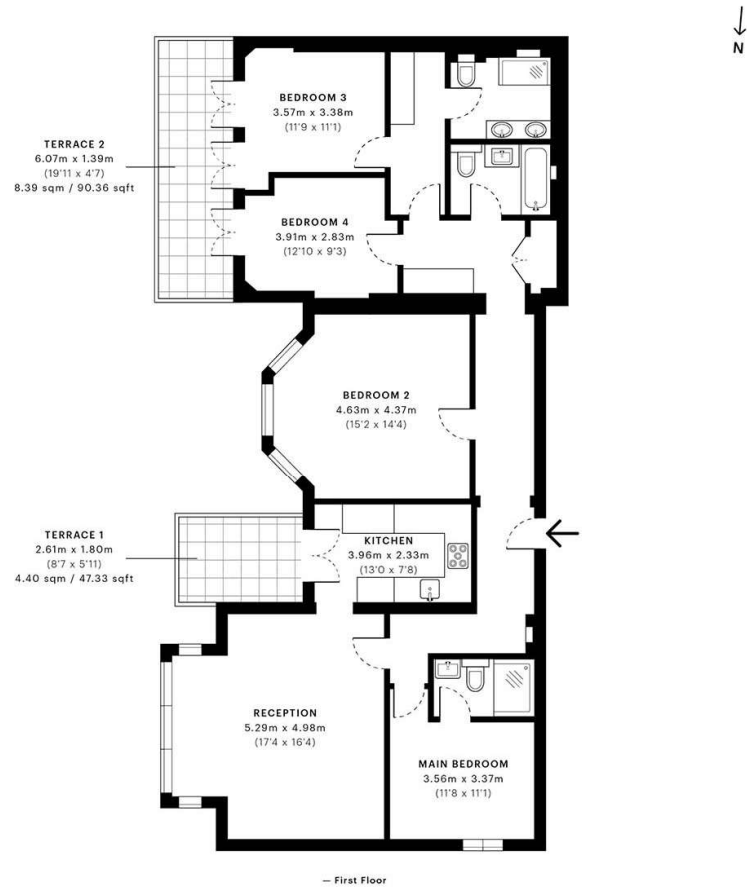 N
BEDROOM 3
3.57m x 3.38m
(11'9 x 11'1)
TERRACE 2
6.07m x 1.39m
(19'11 x 4'7)
8.39 sqm / 90.36 sqft
BEDROOM 4
3.91m x 2.83m
(12'10 x 9'3)
BEDROOM 2
4.63m x 4.37m
(15'2 x 14'4)
TERRACE 1
2.61m x 1.80m
(8'7 x 5'11)
4.40 sqm / 47.33 sqft
KITCHEN
3.96m x 2.33m
(13'0 x 7'8)
RECEPTION
5.29m x 4.98m
(17'4 x 16'4)
MAIN BEDROOM
3.56m x 3.37m
(11'8 x 11'1)
— First Floor